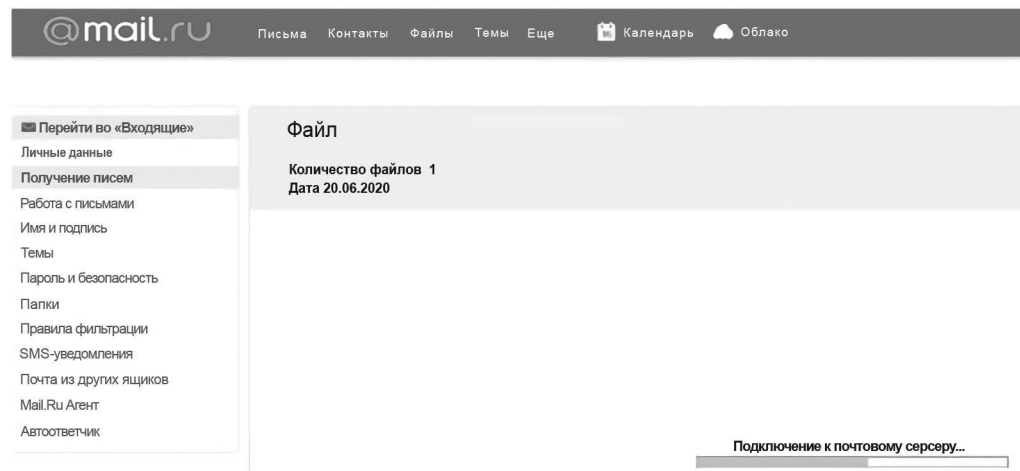 @mail.ru Письма Контакты Файлы Темы Еще Календарь Облако
Перейти во «Входящие»
Личные данные
Получение писем
Работа с письмами
Имя и подпись
Темы
Пароль и безопасность
Папки
Правила фильтрации
SMS-уведомления
Почта из других ящиков
Mail.Ru Агент
Автоответчик
Файл
Количество файлов 1
Дата 20.06.2020
Подключение к почтовому серсеру...